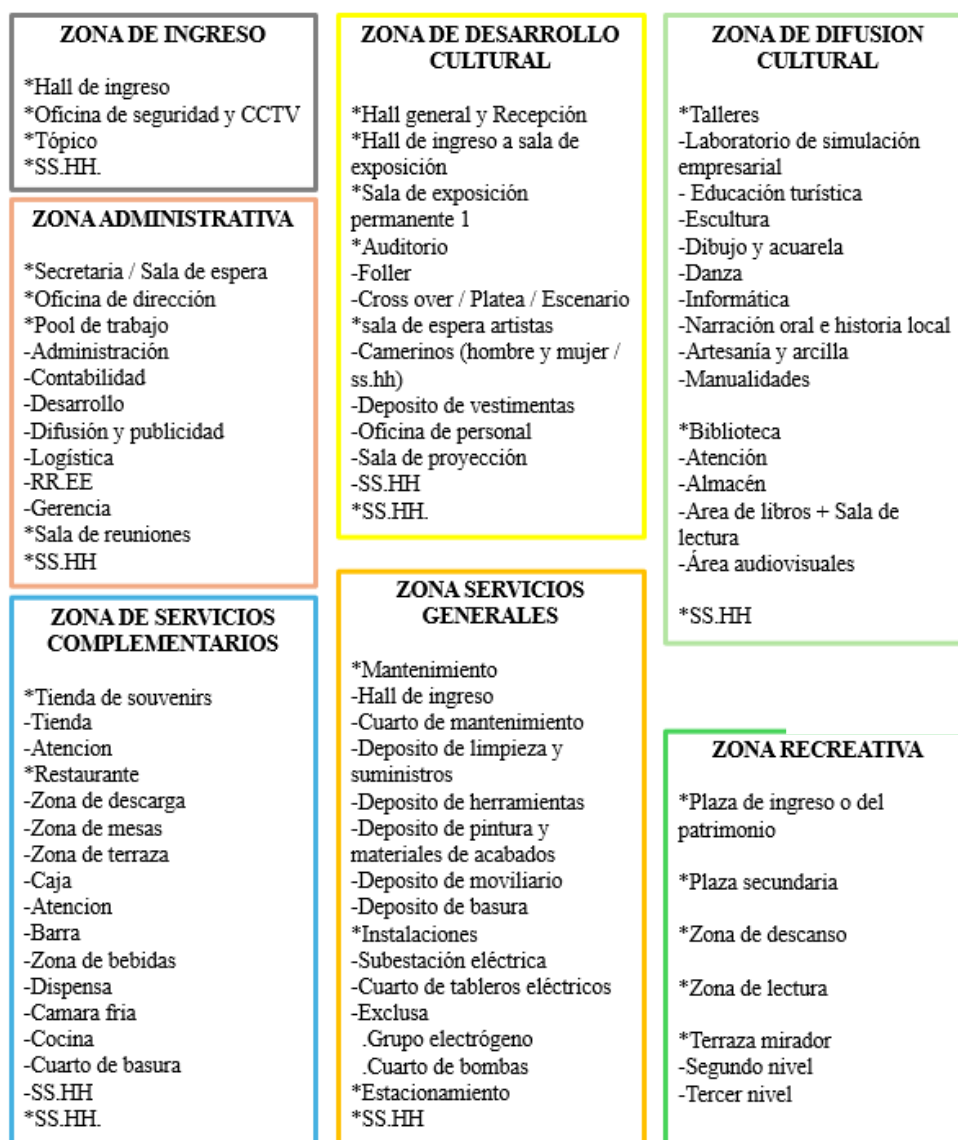 ZONA DE INGRESO
*Hall de ingreso
*Oficina de seguridad y CCTV
*Tópico
*SS.HH.
ZONA ADMINISTRATIVA
*Secretaria / Sala de espera
*Oficina de dirección
*Pool de trabajo
-Administración
-Contabilidad
-Desarrollo
-Difusión y publicidad
-Logística
-RR.EE
-Gerencia
*Sala de reuniones
*SS.HH
ZONA DE SERVICIOS
COMPLEMENTARIOS
*Tienda de souvenirs
-Tienda
-Atencion
*Restaurante
-Zona de descarga
-Zona de mesas
-Zona de terraza
-Caja
-Atencion
-Barra
-Zona de bebidas
-Dispensa
-Camara fria
-Cocina
-Cuarto de basura
-SS.HH
*SS.HH.
ZONA DE DESARROLLO
CULTURAL
*Hall general y Recepción
*Hall de ingreso a sala de
exposición
*Sala de exposición
permanente 1
*Auditorio
-Foller
-Cross over / Platea / Escenario
*sala de espera artistas
-Camerinos (hombre y mujer /
ss.hh)
-Deposito de vestimentas
-Oficina de personal
-Sala de proyección
-SS.HH
*SS.HH.
ZONA SERVICIOS
GENERALES
*Mantenimiento
-Hall de ingreso
-Cuarto de mantenimiento
-Deposito de limpieza y
suministros
-Deposito de herramientas
-Deposito de pintura y
materiales de acabados
-Deposito de moviliario
-Deposito de basura
*Instalaciones
-Subestación eléctrica
-Cuarto de tableros eléctricos
-Exclusa
.Grupo electrógeno
.Cuarto de bombas
*Estacionamiento
*SS.HH
ZONA DE DIFUSION
CULTURAL
*Talleres
-Laboratorio de simulación
empresarial
- Educación turística
-Escultura
-Dibujo y acuarela
-Danza
-Informática
-Narración oral e historia local
-Artesanía y arcilla
-Manualidades
*Biblioteca
-Atención
-Almacén
-Area de libros + Sala de
lectura
-Área audiovisuales
*SS.HH
ZONA RECREATIVA
*Plaza de ingreso o del
patrimonio
*Plaza secundaria
*Zona de descanso
*Zona de lectura
*Terraza mirador
-Segundo nivel
-Tercer nivel